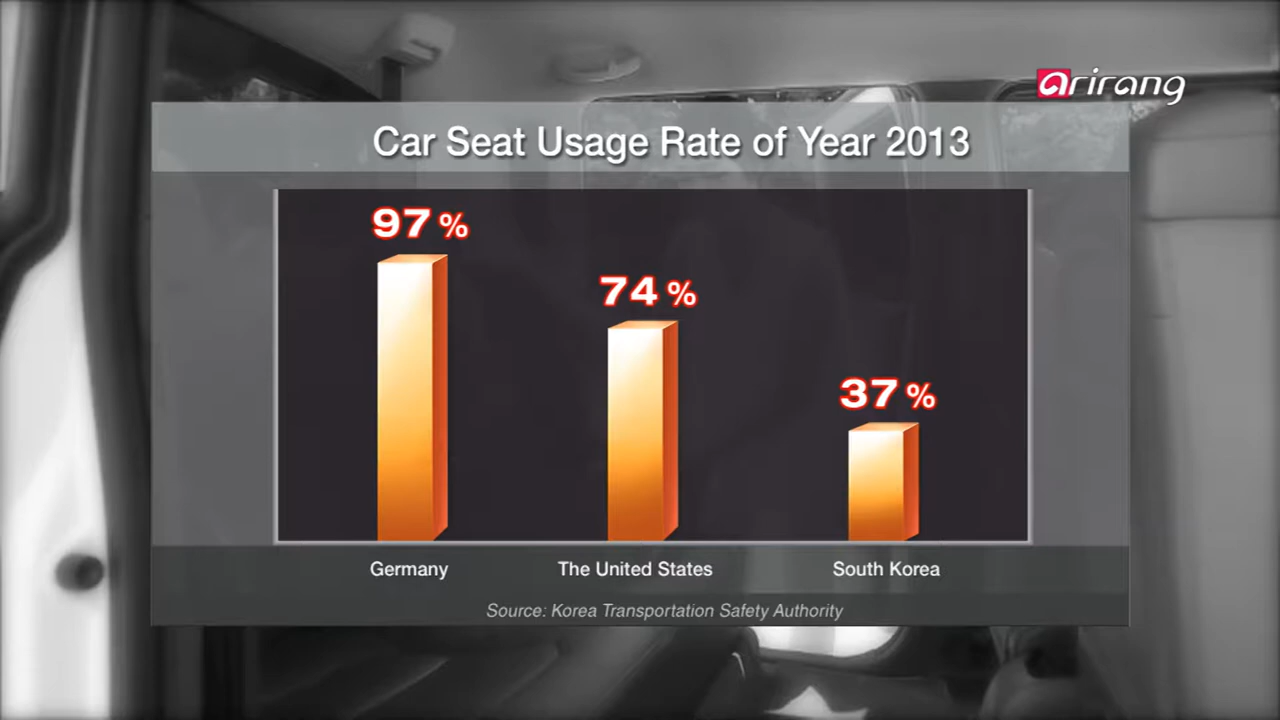 arirang
Car Seat Usage Rate of Year 2013
97 %
74 %
37 %
Germany
The United States
South Korea
Source: Korea Transportation Safety Authority